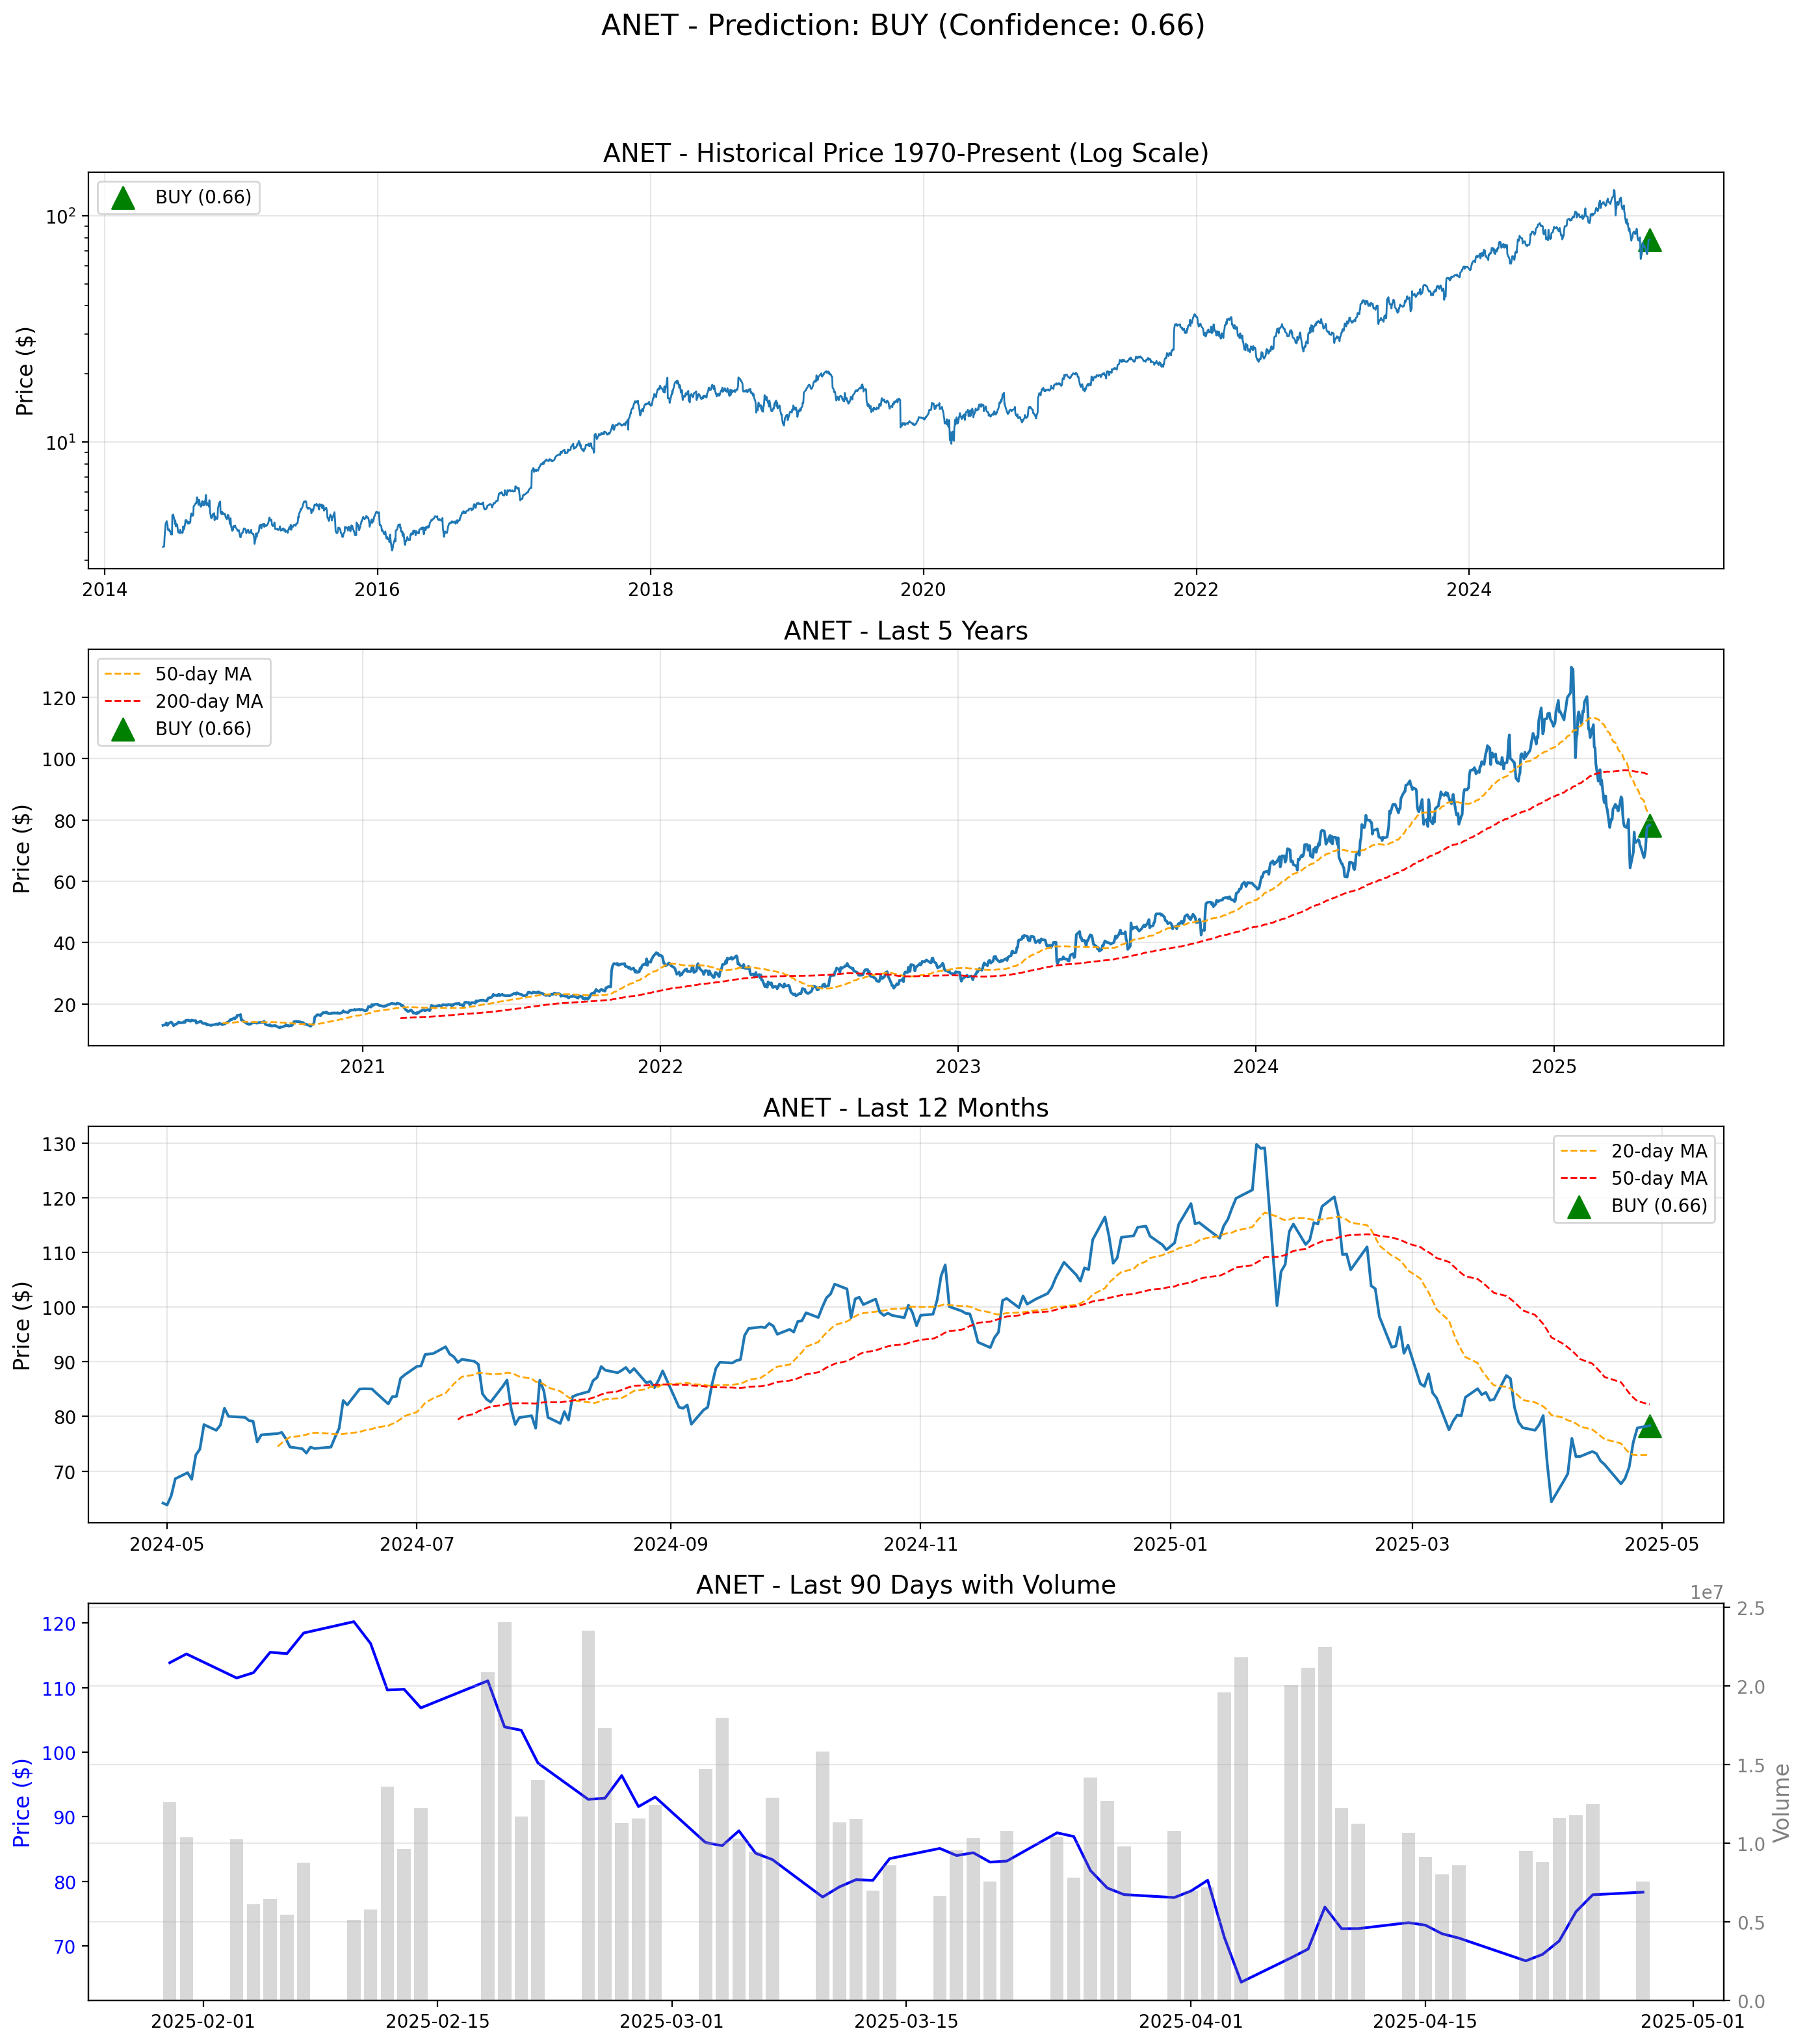 ANET - Prediction: BUY (Confidence: 0.66)
ANET - Historical Price 1970-Present (Log Scale)
BUY (0.66)
Price ($)
10²
10¹
2014 2016 2018 2020 2022 2024
ANET - Last 5 Years
50-day MA
200-day MA
BUY (0.66)
Price ($)
120
100
80
60
40
20
2021 2022 2023 2024 2025
ANET - Last 12 Months
20-day MA
50-day MA
BUY (0.66)
Price ($)
130
120
110
100
90
80
70
2024-05 2024-07 2024-09 2024-11 2025-01 2025-03 2025-05
ANET - Last 90 Days with Volume
1e7
Price ($)
120
110
100
90
80
70
2.5
2.0
1.5
1.0
0.5
0.0
Volume
2025-02-01 2025-02-15 2025-03-01 2025-03-15 2025-04-01 2025-04-15 2025-05-01